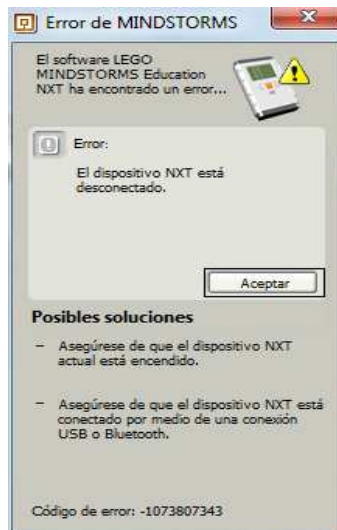 Error de MINDSTORMS
El software LEGO
MINDSTORMS Education
NXT ha encontrado un error...
Error:
El dispositivo NXT está
desconectado.
Aceptar
Posibles soluciones
- Asegúrese de que el dispositivo NXT
actual está encendido.
- Asegúrese de que el dispositivo NXT está
conectado por medio de una conexión
USB o Bluetooth.
Código de error: -1073807343